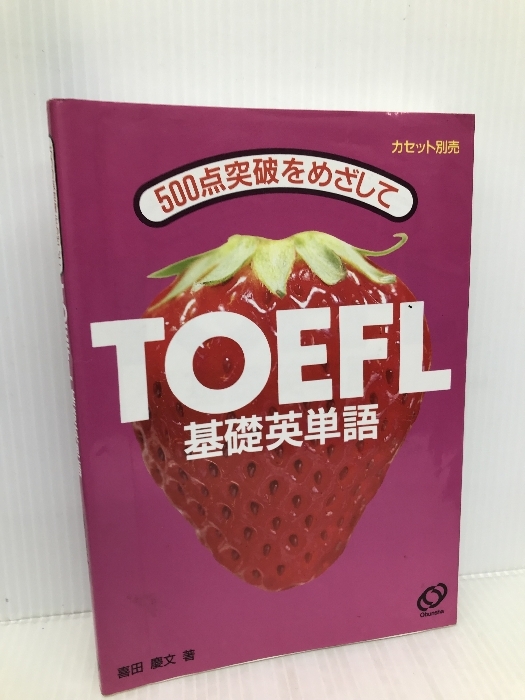 カセット別売
500点突破をめざして
TOEFL
基礎英単語
Obunsha
喜田 慶文 著